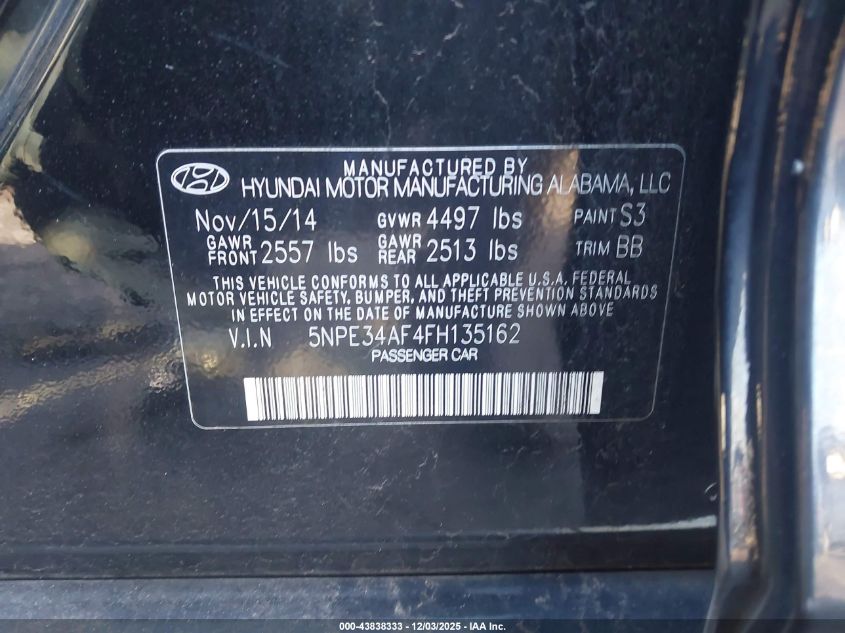 MANUFACTURED BY
HYUNDAI MOTOR MANUFACTURING ALABAMA, LLC
Nov/15/14 GVWR 4497 lbs PAINT S3
GAWR FRONT 2557 lbs GAWR REAR 2513 lbs TRIM BB
THIS VEHICLE CONFORMS TO ALL APPLICABLE U.S.A. FEDERAL
MOTOR VEHICLE SAFETY, BUMPER, AND THEFT PREVENTION STANDARDS
IN EFFECT ON THE DATE OF MANUFACTURE SHOWN ABOVE.
V.I.N 5NPE34AF4FH135162
PASSENGER CAR
000-43838333 - 12/03/2025 - IAA Inc.